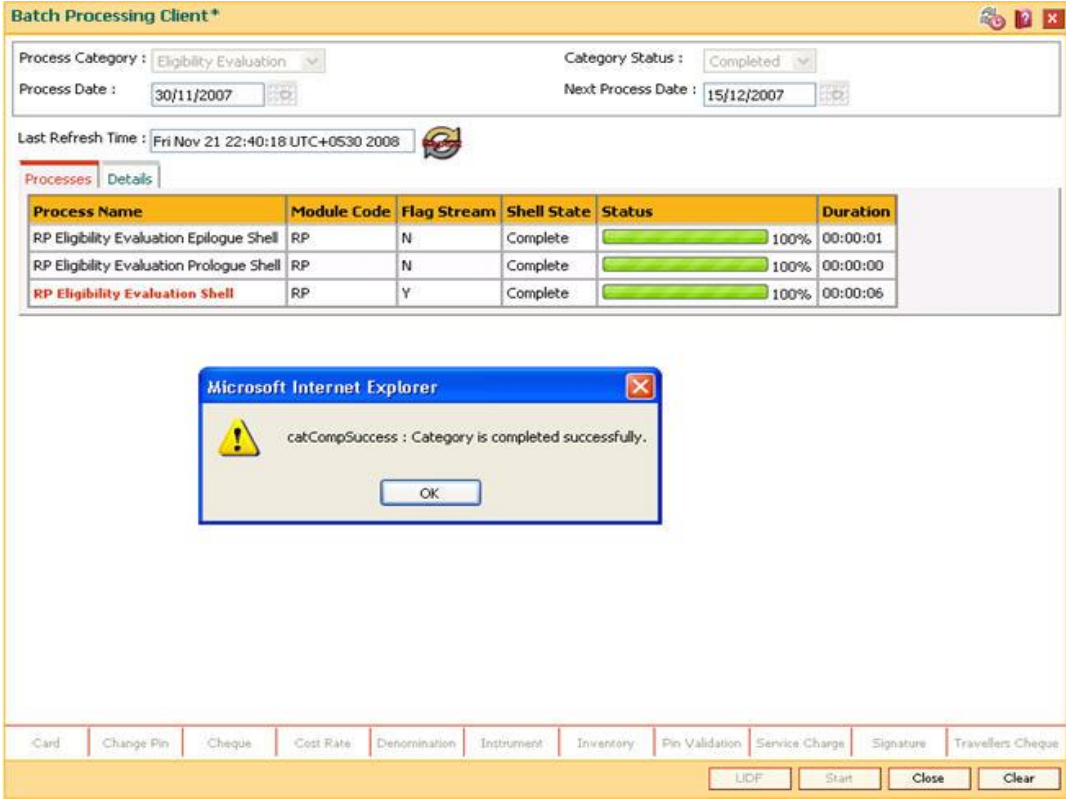 Batch Processing Client*
Process Category : Eligibility Evaluation Category Status : Completed
Process Date : 30/11/2007 Next Process Date : 15/12/2007
Last Refresh Time : Fri Nov 21 22:40:18 UTC+0530 2008
Processes Details
Process Name Module Code Flag Stream Shell State Status Duration
RP Eligibility Evaluation Epilogue Shell RP N Complete 100% 00:00:01
RP Eligibility Evaluation Prologue Shell RP N Complete 100% 00:00:00
RP Eligibility Evaluation Shell RP Y Complete 100% 00:00:06
Microsoft Internet Explorer
catCompSuccess : Category is completed successfully.
OK
Card Change Pin Cheque Cost Rate Denomination Instrument Inventory Pin Validation Service Charge Signature Travellers Cheque
UDF Start Close Clear